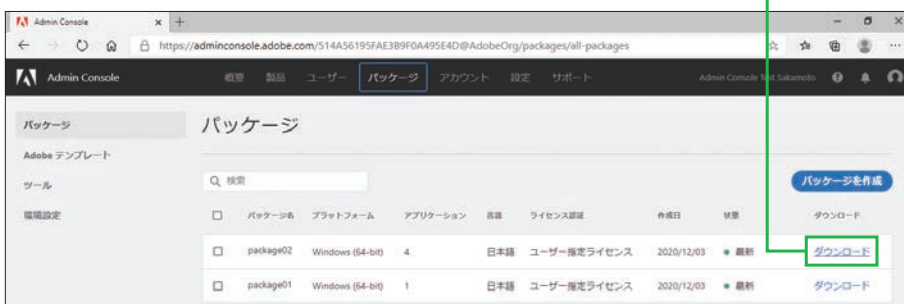 Admin Console
https://adminconsole.adobe.com/514A56195FAE3B9F0A495E4D@AdobeOrg/packages/all-packages
Admin Console 概要 製品 ユーザー パッケージ アカウント 設定 サポート Admin Console Test Sakamoto
パッケージ
Adobe テンプレート
ツール
環境設定
パッケージ
検索
パッケージを作成
パッケージ名 プラットフォーム アプリケーション 言語 ライセンス認証 作成日 状態 ダウンロード
package02 Windows (64-bit) 4 日本語 ユーザー指定ライセンス 2020/12/03 最新 ダウンロード
package01 Windows (64-bit) 1 日本語 ユーザー指定ライセンス 2020/12/03 最新 ダウンロード